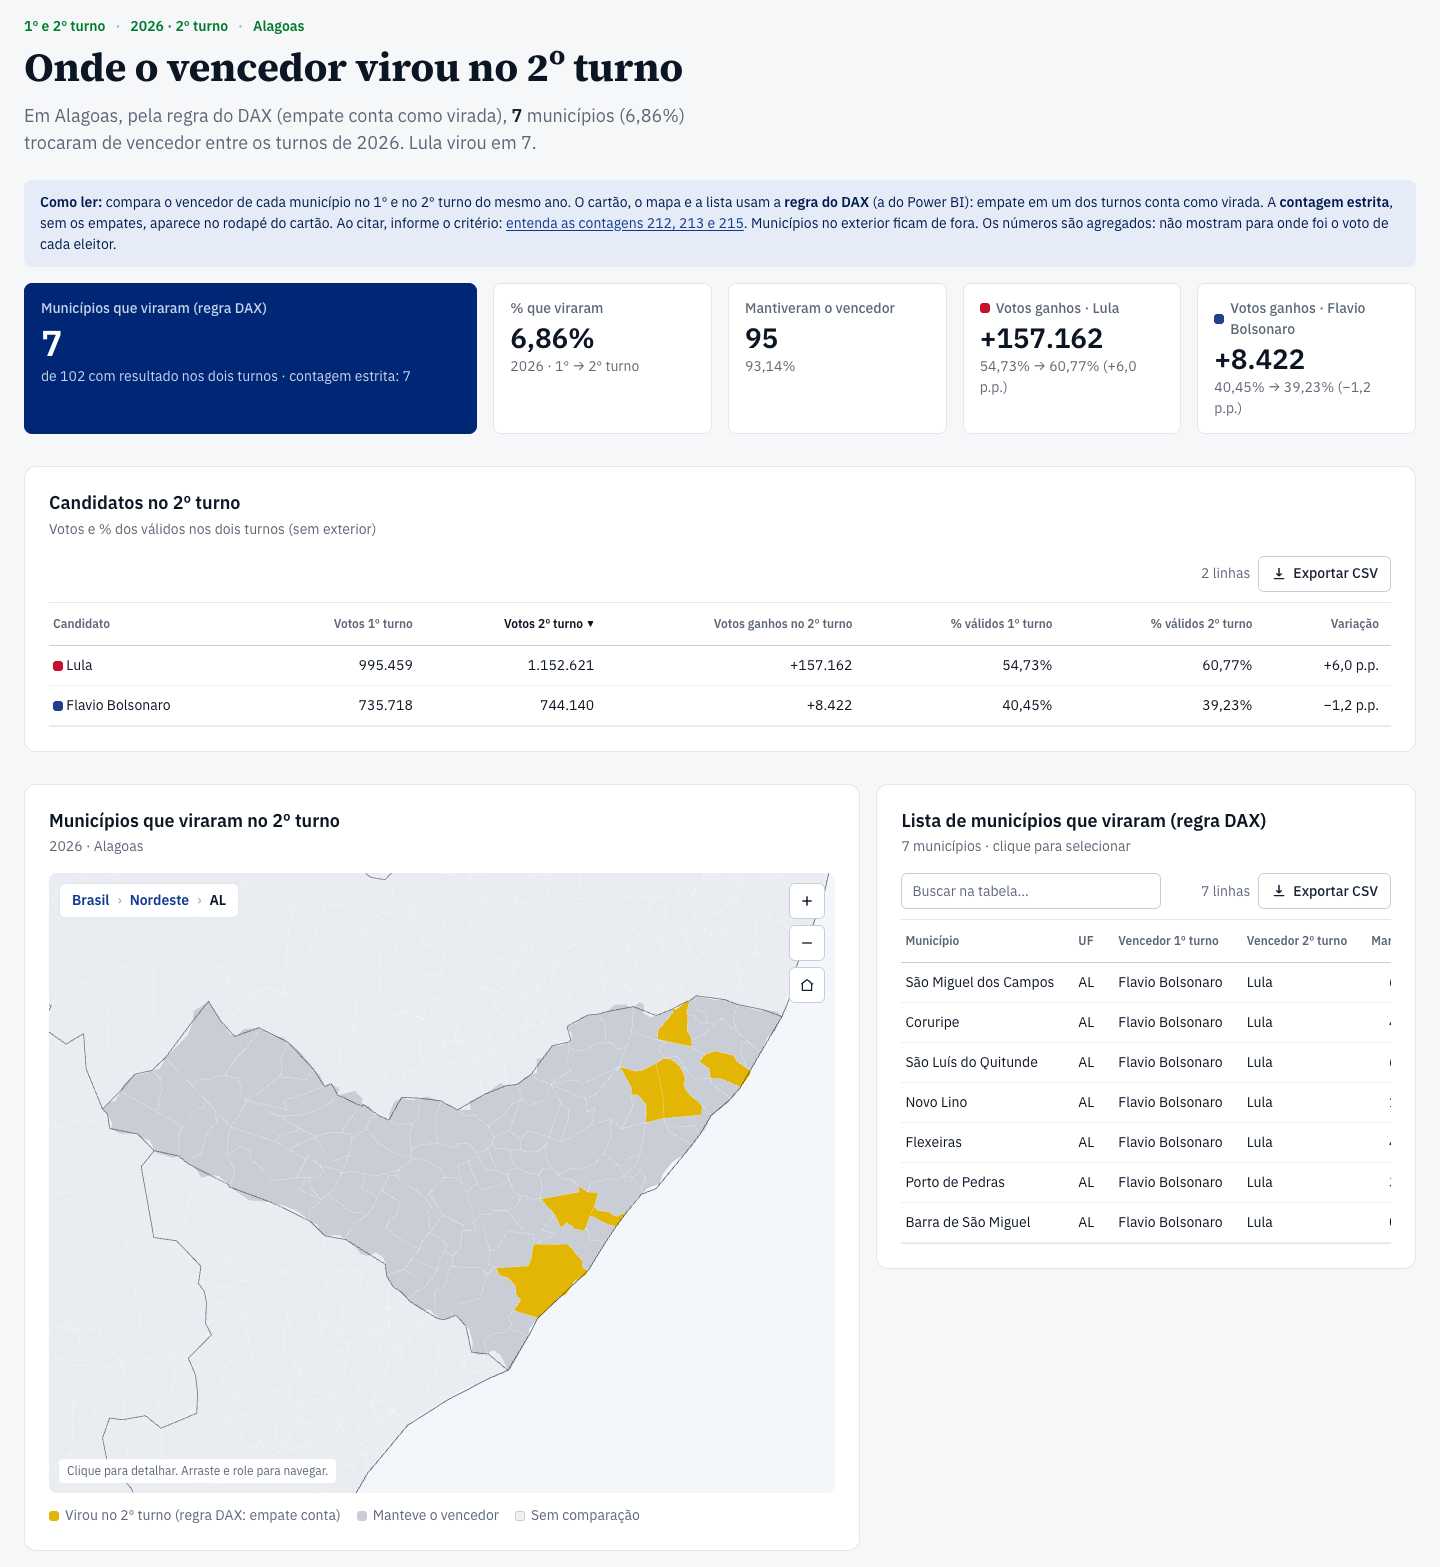 1º e 2º turno · 2026 · 2º turno · Alagoas
Onde o vencedor virou no 2º turno
Em Alagoas, pela regra do DAX (empate conta como virada), 7 municípios (6,86%)
trocaram de vencedor entre os turnos de 2026. Lula virou em 7.
Como ler: compara o vencedor de cada município no 1º e no 2º turno do mesmo ano. O cartão, o mapa e a lista usam a regra do DAX (a do Power BI): empate em um dos turnos conta como virada. A contagem estrita,
sem os empates, aparece no rodapé do cartão. Ao citar, informe o critério: entenda as contagens 212, 213 e 215. Municípios no exterior ficam de fora. Os números são agregados: não mostram para onde foi o voto de
cada eleitor.
Municípios que viraram (regra DAX)
7
de 102 com resultado nos dois turnos · contagem estrita: 7
% que viraram
6,86%
2026 · 1º → 2º turno
Mantiveram o vencedor
95
93,14%
Votos ganhos · Lula
+157.162
54,73% → 60,77% (+6,0
p.p.)
Votos ganhos · Flavio
Bolsonaro
+8.422
40,45% → 39,23% (−1,2
p.p.)
Candidatos no 2º turno
Votos e % dos válidos nos dois turnos (sem exterior)
2 linhas Exportar CSV
Candidato Votos 1º turno Votos 2º turno ▼ Votos ganhos no 2º turno % válidos 1º turno % válidos 2º turno Variação
Lula 995.459 1.152.621 +157.162 54,73% 60,77% +6,0 p.p.
Flavio Bolsonaro 735.718 744.140 +8.422 40,45% 39,23% −1,2 p.p.
Municípios que viraram no 2º turno
2026 · Alagoas
Brasil › Nordeste › AL
+
−
Clique para detalhar. Arraste e role para navegar.
Virou no 2º turno (regra DAX: empate conta) Manteve o vencedor Sem comparação
Lista de municípios que viraram (regra DAX)
7 municípios · clique para selecionar
Buscar na tabela... 7 linhas Exportar CSV
Município UF Vencedor 1º turno Vencedor 2º turno
São Miguel dos Campos AL Flavio Bolsonaro Lula
Coruripe AL Flavio Bolsonaro Lula
São Luís do Quitunde AL Flavio Bolsonaro Lula
Novo Lino AL Flavio Bolsonaro Lula
Flexeiras AL Flavio Bolsonaro Lula
Porto de Pedras AL Flavio Bolsonaro Lula
Barra de São Miguel AL Flavio Bolsonaro Lula